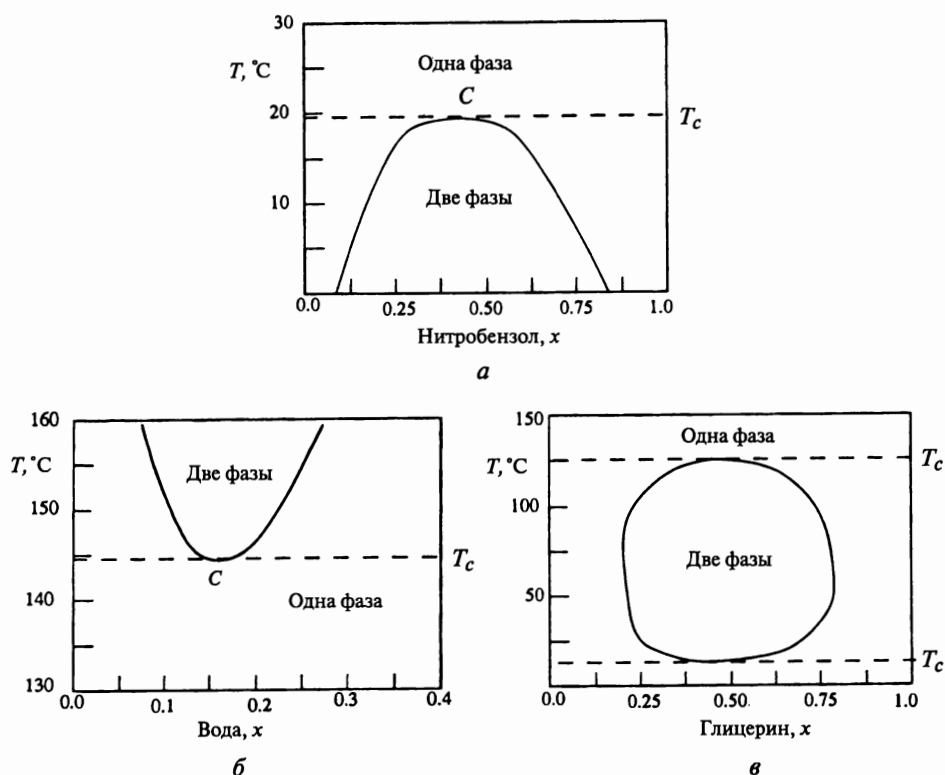 30
T, °C
Одна фаза
C
20
T_c
Две фазы
10
0.0 0.25 0.50 0.75 1.0
Нитробензол, x
а
160
T, °C
Две фазы
150
T_c
C
140
Одна фаза
130
0.0 0.1 0.2 0.3 0.4
Вода, x
б
150
Одна фаза
T, °C
T_c
100
Две фазы
50
T_c
0.0 0.25 0.50 0.75 1.0
Глицерин, x
в